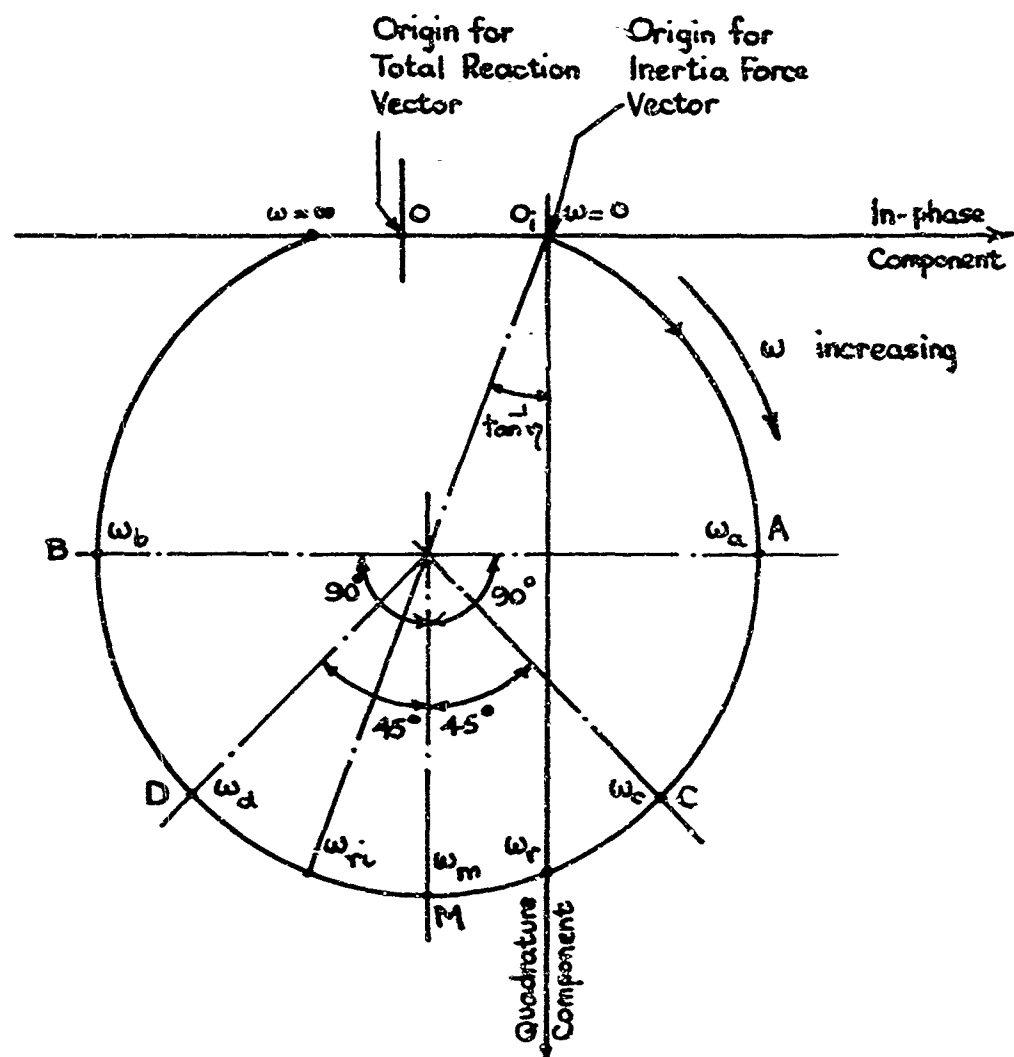 Origin for
Total Reaction
Vector
Origin for
Inertia Force
Vector
ω = ∞
O
Oᵢ
ω = 0
In-phase
Component
ω increasing
tan⁻¹η
B
ω_b
ω_a
A
90°
90°
45°
45°
D
ω_d
ω_c
C
ω_ri
ω_m
ω_r
M
Quadrature
Component